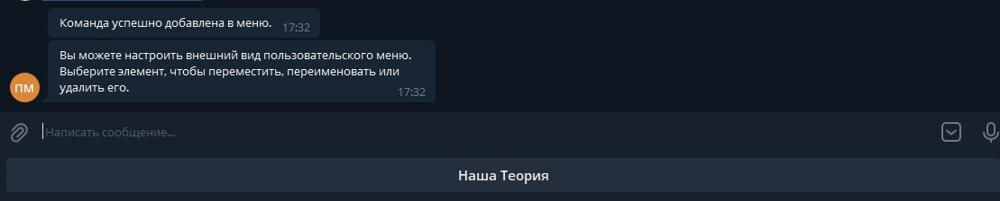 Команда успешно добавлена в меню.
17:32
Вы можете настроить внешний вид пользовательского меню.
Выберите элемент, чтобы переместить, переименовать или
удалить его.
17:32
ПМ
Написать сообщение...
Наша Теория